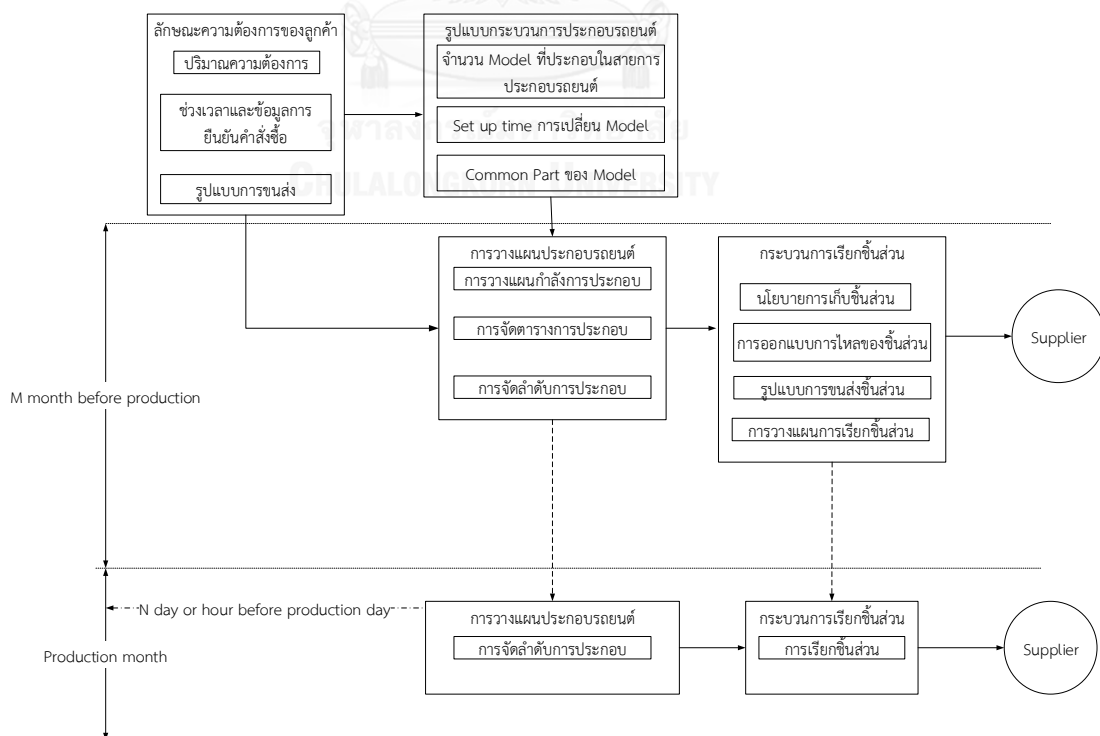 ลักษณะความต้องการของลูกค้า
ปริมาณความต้องการ
ช่วงเวลาและข้อมูลการ
ยืนยันคำสั่งซื้อ
รูปแบบการขนส่ง
รูปแบบกระบวนการประกอบรถยนต์
จำนวน Model ที่ประกอบในสายการ
ประกอบรถยนต์
Set up time การเปลี่ยน Model
Common Part ของ Model
จุฬาลงกรณ์มหาวิทยาลัย
CHULALONGKORN UNIVERSITY
M month before production
การวางแผนประกอบรถยนต์
การวางแผนกำลังการประกอบ
การจัดตารางการประกอบ
การจัดลำดับการประกอบ
กระบวนการเรียกชิ้นส่วน
นโยบายการเก็บชิ้นส่วน
การออกแบบการไหลของชิ้นส่วน
รูปแบบการขนส่งชิ้นส่วน
การวางแผนการเรียกชิ้นส่วน
Supplier
N day or hour before production day
Production month
การวางแผนประกอบรถยนต์
การจัดลำดับการประกอบ
กระบวนการเรียกชิ้นส่วน
การเรียกชิ้นส่วน
Supplier